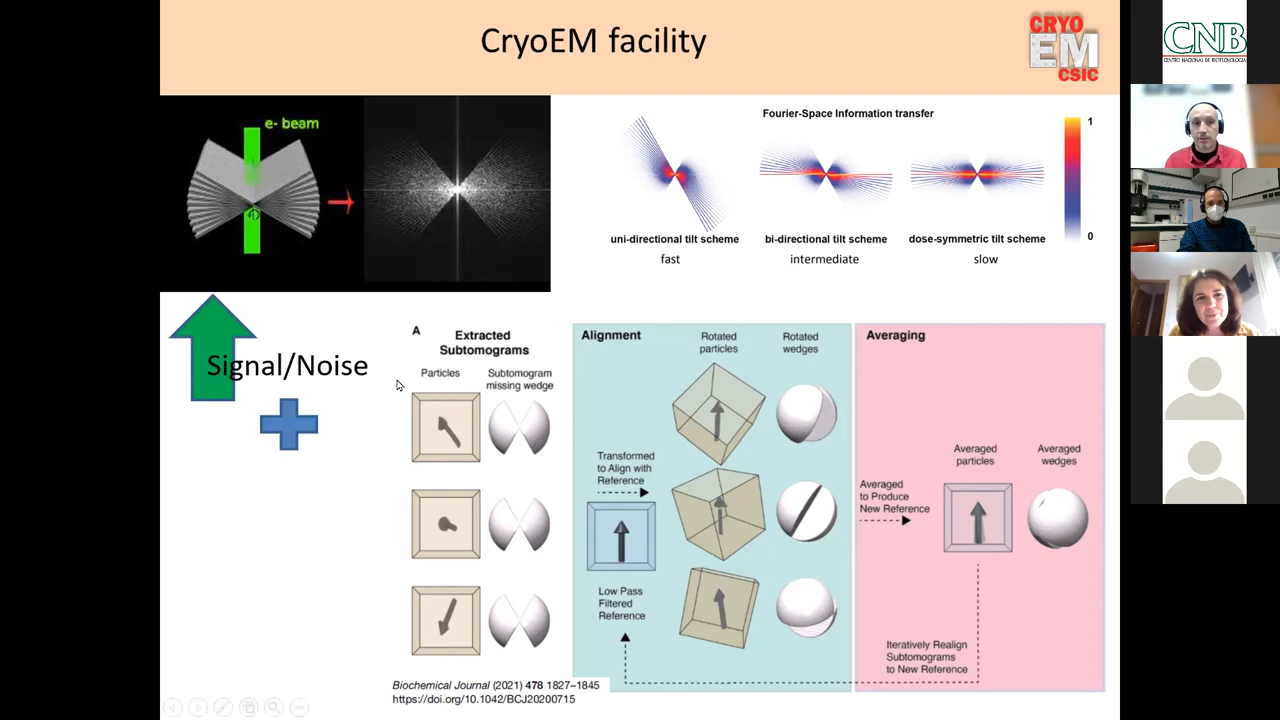 CryoEM facility
CRYO
EM
CSIC
CNB
CENTRO NACIONAL DE BIOTECNOLOGIA
e- beam
Fourier-Space Information transfer
1
0
uni-directional tilt scheme
bi-directional tilt scheme
dose-symmetric tilt scheme
fast
intermediate
slow
Signal/Noise
A
Extracted
Subtomograms
Particles
Subtomogram
missing wedge
Alignment
Rotated
particles
Rotated
wedges
Transformed
to Align with
Reference
Low Pass
Filtered
Reference
Averaging
Averaged
to Produce
New Reference
Averaged
particles
Averaged
wedges
Iteratively Realign
Subtomograms
to New Reference
Biochemical Journal (2021) 478 1827–1845
https://doi.org/10.1042/BCJ20200715